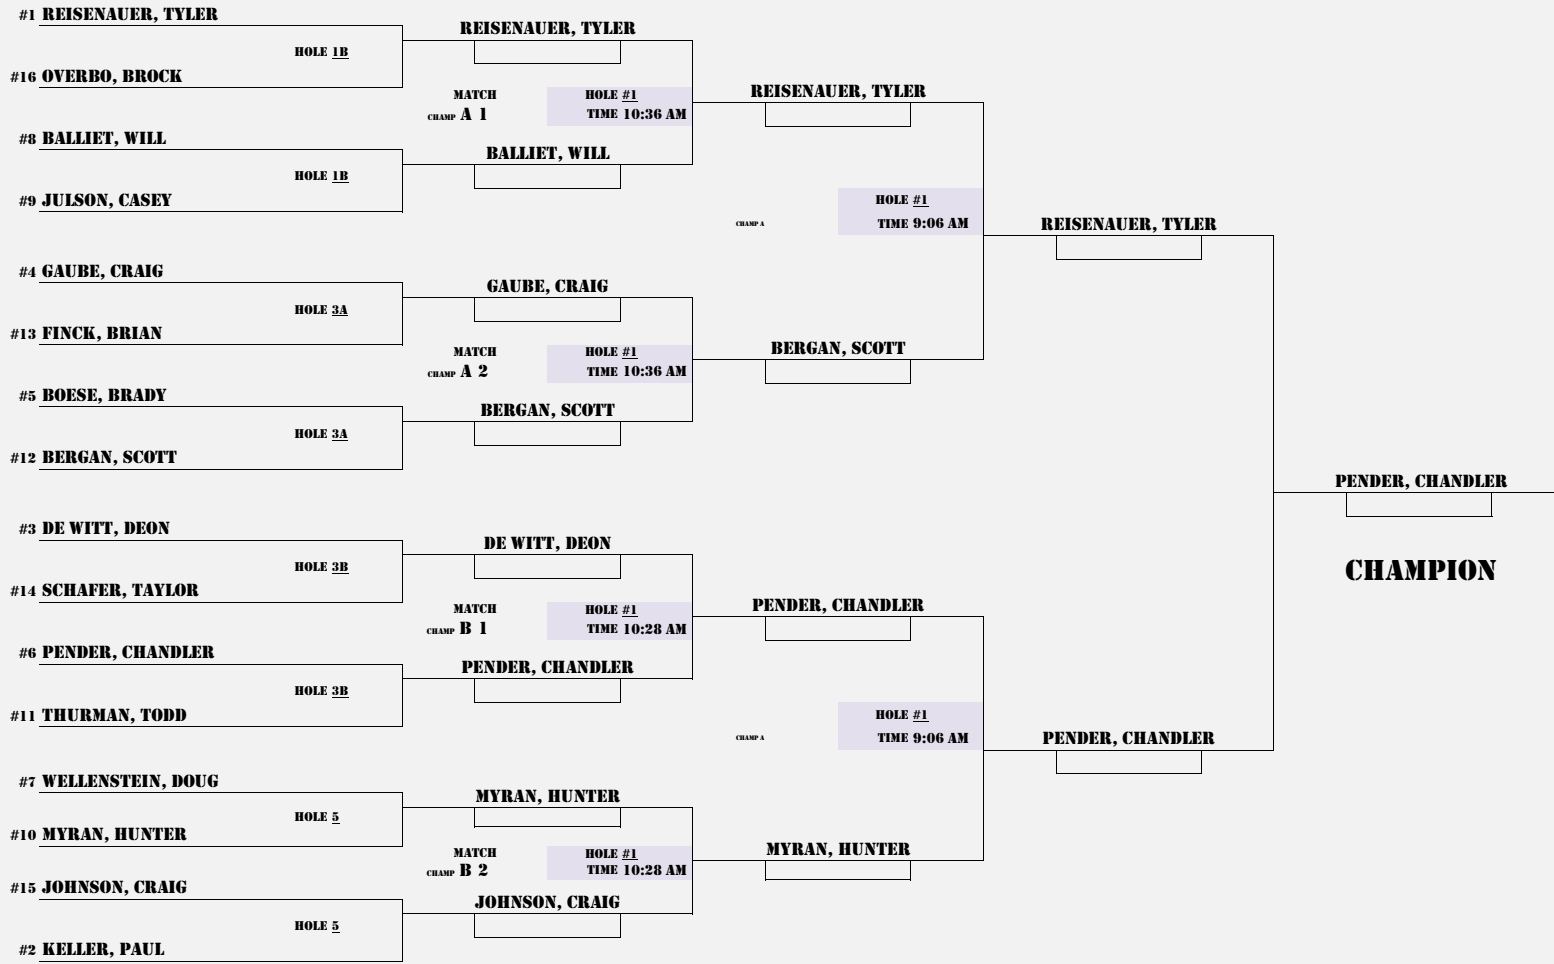 #1 REISENAUER, TYLER
HOLE 1B
#16 OVERBO, BROCK
#8 BALLIET, WILL
HOLE 1B
#9 JULSON, CASEY
#4 GAUBE, CRAIG
HOLE 3A
#13 FINCK, BRIAN
#5 BOESE, BRADY
HOLE 3A
#12 BERGAN, SCOTT
#3 DE WITT, DEON
HOLE 3B
#14 SCHAFER, TAYLOR
#6 PENDER, CHANDLER
HOLE 3B
#11 THURMAN, TODD
#7 WELLENSTEIN, DOUG
HOLE 5
#10 MYRAN, HUNTER
#15 JOHNSON, CRAIG
HOLE 5
#2 KELLER, PAUL
REISENAUER, TYLER
MATCH
CHAMP A 1
HOLE #1
TIME 10:36 AM
BALLIET, WILL
GAUBE, CRAIG
MATCH
CHAMP A 2
HOLE #1
TIME 10:36 AM
BERGAN, SCOTT
DE WITT, DEON
MATCH
CHAMP B 1
HOLE #1
TIME 10:28 AM
PENDER, CHANDLER
MYRAN, HUNTER
MATCH
CHAMP B 2
HOLE #1
TIME 10:28 AM
JOHNSON, CRAIG
REISENAUER, TYLER
CHAMP A
HOLE #1
TIME 9:06 AM
BERGAN, SCOTT
PENDER, CHANDLER
CHAMP A
HOLE #1
TIME 9:06 AM
MYRAN, HUNTER
REISENAUER, TYLER
PENDER, CHANDLER
PENDER, CHANDLER
CHAMPION